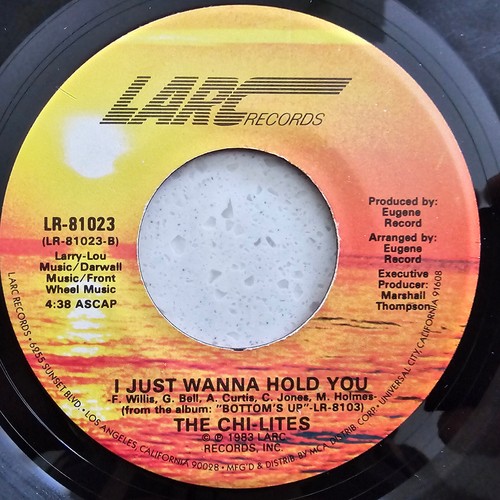 LARC RECORDS
LR-81023
(LR-81023-B)
Larry-Lou
Music/Darwall
Music/Front
Wheel Music
4:38 ASCAP
Produced by:
Eugene
Record
Arranged by:
Eugene
Record
Executive
Producer:
Marshall
Thompson
I JUST WANNA HOLD YOU
-F. Willis, G. Bell, A. Curtis, C. Jones, M. Holmes-
(from the album: "BOTTOM'S UP"-LR-8103)
THE CHI-LITES
© ℗ 1983 LARC
RECORDS, INC.
LARC RECORDS • 6255 SUNSET BLVD. • LOS ANGELES, CALIFORNIA 90028 • MFG'D & DISTRIB BY MCA DISTRIB. CORP • UNIVERSAL CITY, CALIFORNIA 91608